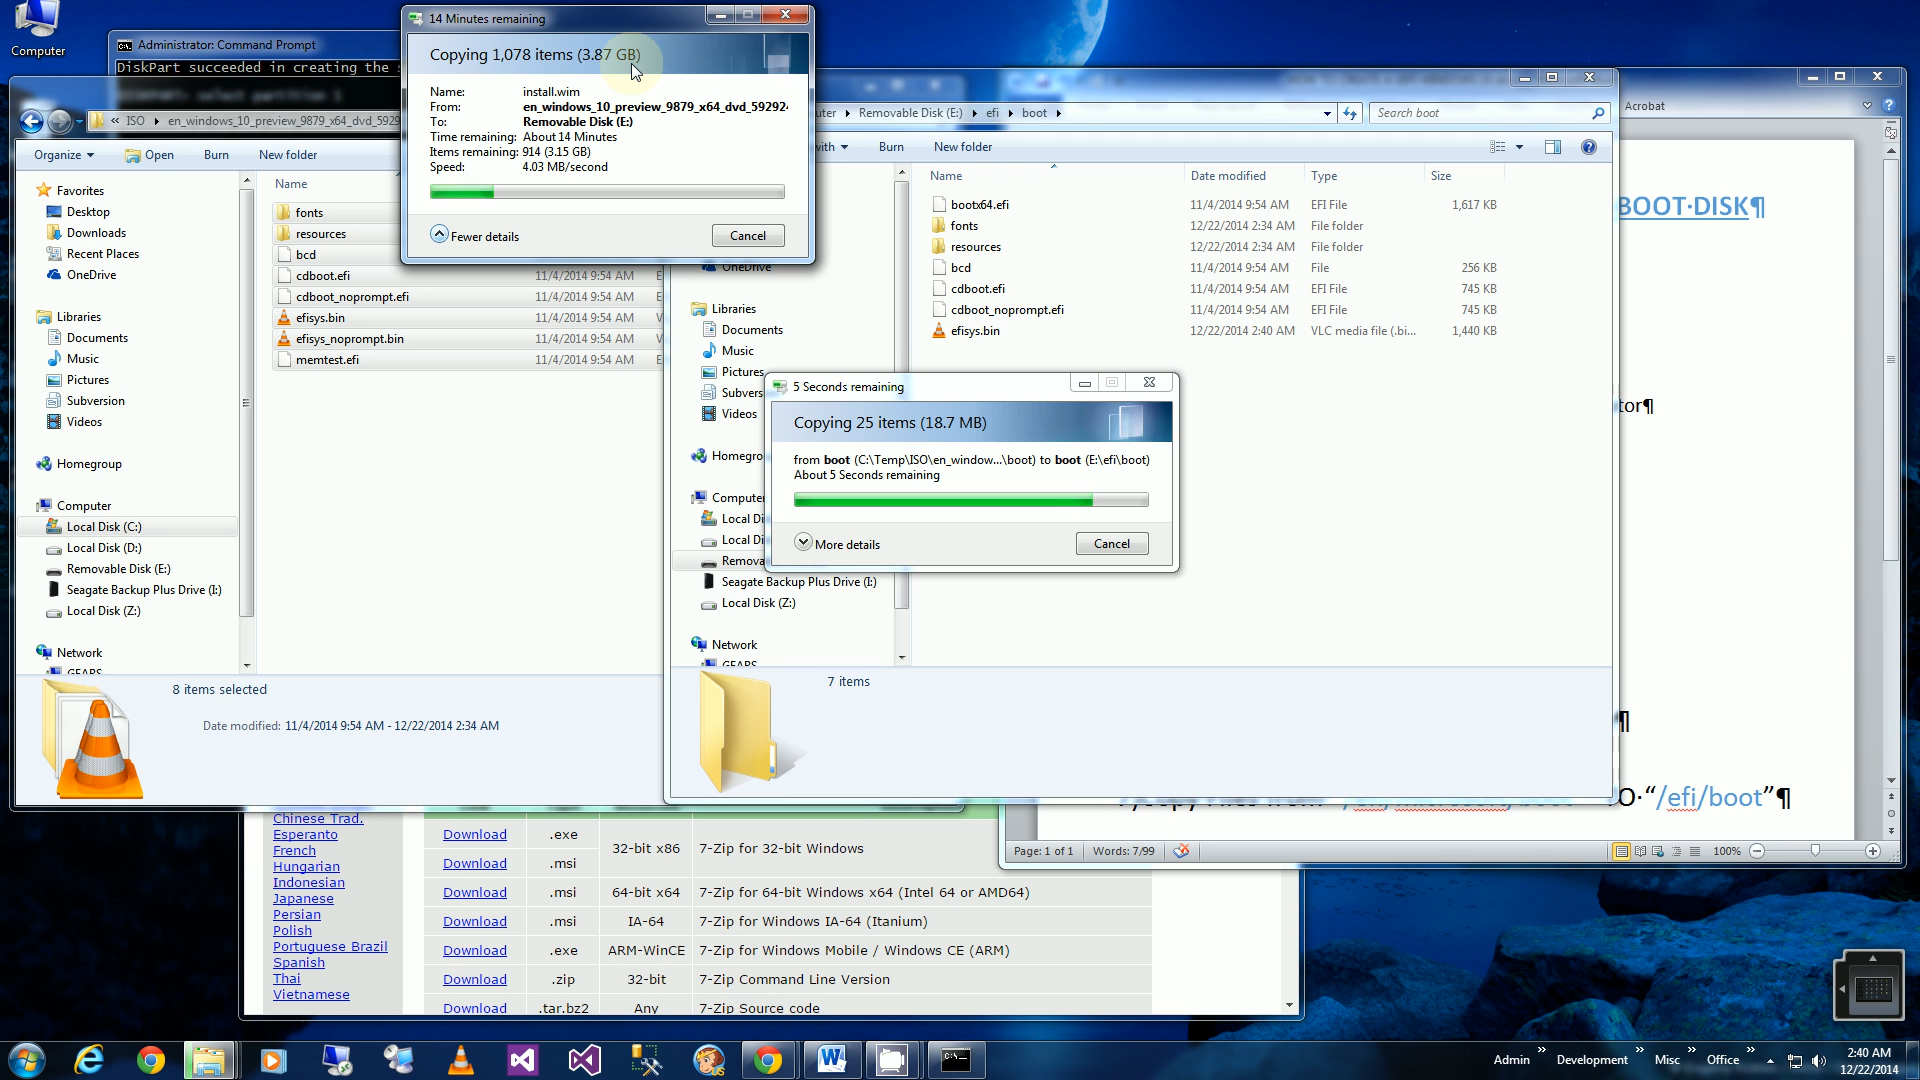 Computer
Administrator: Command Prompt
DiskPart succeeded in creating the s
DISKPART> select partition 1
14 Minutes remaining
Copying 1,078 items (3.87 GB)
Name: install.wim
From: en_windows_10_preview_9879_x64_dvd_59292
To: Removable Disk (E:)
Time remaining: About 14 Minutes
Items remaining: 914 (3.15 GB)
Speed: 4.03 MB/second
Fewer details
Cancel
« ISO en_windows_10_preview_9879_x64_dvd_5929
Organize Open Burn New folder
Favorites
Desktop
Downloads
Recent Places
OneDrive
Libraries
Documents
Music
Pictures
Subversion
Videos
Homegroup
Computer
Local Disk (C:)
Local Disk (D:)
Removable Disk (E:)
Seagate Backup Plus Drive (I:)
Local Disk (Z:)
Network
GEARS
Name
fonts
resources
bcd
cdboot.efi 11/4/2014 9:54 AM E
cdboot_noprompt.efi 11/4/2014 9:54 AM E
efisys.bin 11/4/2014 9:54 AM V
efisys_noprompt.bin 11/4/2014 9:54 AM V
memtest.efi 11/4/2014 9:54 AM E
8 items selected
Date modified: 11/4/2014 9:54 AM - 12/22/2014 2:34 AM
uter Removable Disk (E:) efi boot
Search boot
with Burn New folder
Name Date modified Type Size
bootx64.efi 11/4/2014 9:54 AM EFI File 1,617 KB
fonts 12/22/2014 2:34 AM File folder
resources 12/22/2014 2:34 AM File folder
bcd 11/4/2014 9:54 AM File 256 KB
cdboot.efi 11/4/2014 9:54 AM EFI File 745 KB
cdboot_noprompt.efi 11/4/2014 9:54 AM EFI File 745 KB
efisys.bin 12/22/2014 2:40 AM VLC media file (.bi... 1,440 KB
OneDrive
Libraries
Documents
Music
Pictures
Subvers
Videos
Homegro
Computer
Local Di
Local Di
Remova
Seagate Backup Plus Drive (I:)
Local Disk (Z:)
Network
GEARS
7 items
5 Seconds remaining
Copying 25 items (18.7 MB)
from boot (C:\Temp\ISO\en_window...\boot) to boot (E:\efi\boot)
About 5 Seconds remaining
More details
Cancel
Acrobat
BOOT·DISK¶
tor¶
¶
O·“/efi/boot”¶
Page: 1 of 1 Words: 7/99 100%
Chinese Trad.
Esperanto
French
Hungarian
Indonesian
Japanese
Persian
Polish
Portuguese Brazil
Spanish
Thai
Vietnamese
Download .exe 32-bit x86 7-Zip for 32-bit Windows
Download .msi
Download .msi 64-bit x64 7-Zip for 64-bit Windows x64 (Intel 64 or AMD64)
Download .msi IA-64 7-Zip for Windows IA-64 (Itanium)
Download .exe ARM-WinCE 7-Zip for Windows Mobile / Windows CE (ARM)
Download .zip 32-bit 7-Zip Command Line Version
Download .tar.bz2 Any 7-Zip Source code
Admin » Development » Misc » Office »
2:40 AM
12/22/2014